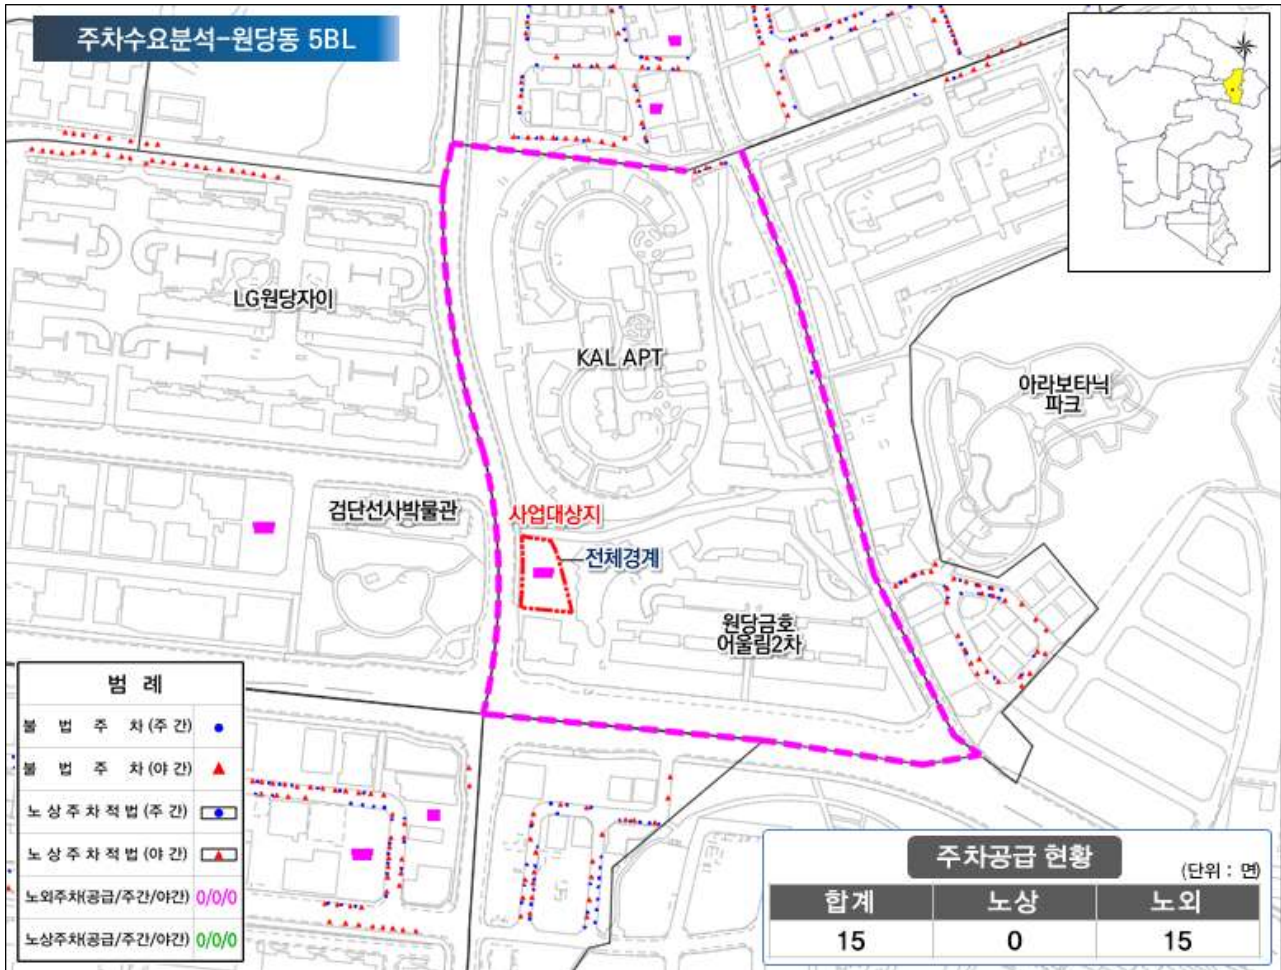 주차수요분석-원당동 5BL
LG원당자이
KAL APT
아라보타닉
파크
검단선사박물관
사업대상지
전체경계
원당금호
어울림2차
범 례
불 법 주 차 (주 간)
불 법 주 차 (야 간)
노 상 주 차 적 법 (주 간)
노 상 주 차 적 법 (야 간)
노외주차(공급/주간/야간) 0/0/0
노상주차(공급/주간/야간) 0/0/0
주차공급 현황
(단위 : 면)
합계 노상 노외
15 0 15